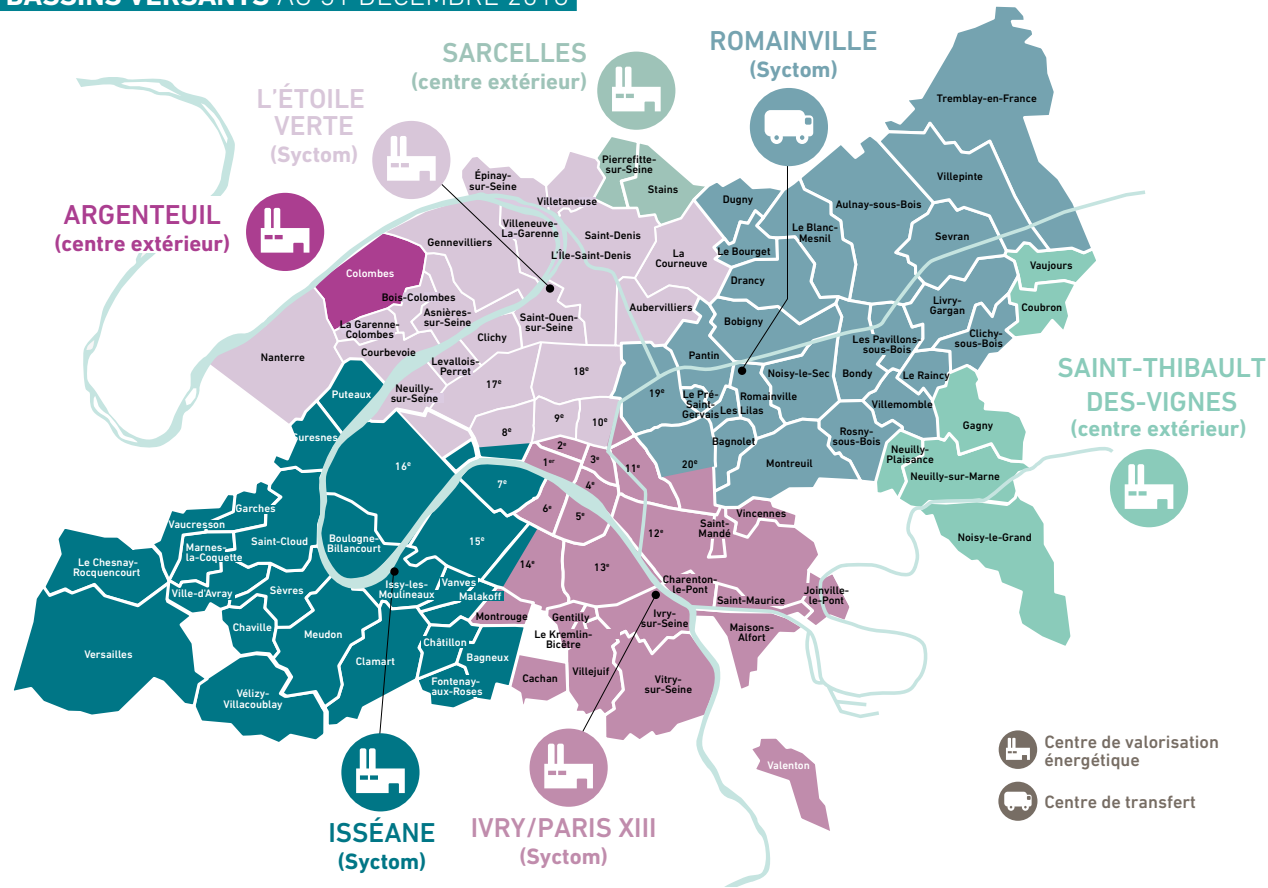 BASSINS VERSANTS AU 31 DÉCEMBRE 2018
SARCELLES
(centre extérieur)
ROMAINVILLE
(Syctom)
L'ÉTOILE
VERTE
(Syctom)
ARGENTEUIL
(centre extérieur)
Tremblay-en-France
Pierrefitte-
sur-Seine
Stains
Épinay-
sur-Seine
Villetaneuse
Villeneuve-
La-Garenne
Gennevilliers
Saint-Denis
L'Île-Saint-Denis
La
Courneuve
Aubervilliers
Dugny
Le Bourget
Le Blanc-
Mesnil
Aulnay-sous-Bois
Villepinte
Sevran
Vaujours
Coubron
Drancy
Bobigny
Livry-
Gargan
Clichy-
sous-Bois
Les Pavillons-
sous-Bois
Le Raincy
Colombes
Bois-Colombes
Asnières-
sur-Seine
La Garenne-
Colombes
Courbevoie
Nanterre
Clichy
Saint-Ouen-
sur-Seine
Levallois-
Perret
Neuilly-
sur-Seine
Puteaux
Suresnes
17e
18e
8e
9e
10e
19e
Pantin
Le Pré-
Saint-
Gervais
Les Lilas
Romainville
Noisy-le-Sec
Bondy
Villemomble
Rosny-
sous-Bois
Bagnolet
Montreuil
20e
Gagny
Neuilly-
Plaisance
Neuilly-sur-Marne
Noisy-le-Grand
SAINT-THIBAULT
DES-VIGNES
(centre extérieur)
16e
7e
15e
1er
2e
3e
4e
5e
6e
11e
12e
13e
14e
Vincennes
Saint-
Mandé
Charenton-
le-Pont
Saint-Maurice
Joinville-
le-Pont
Maisons-
Alfort
Garches
Vaucresson
Marnes-
la-Coquette
Saint-Cloud
Boulogne-
Billancourt
Le Chesnay-
Rocquencourt
Ville-d'Avray
Sèvres
Issy-les-
Moulineaux
Vanves
Malakoff
Chaville
Meudon
Versailles
Vélizy-
Villacoublay
Clamart
Châtillon
Bagneux
Fontenay-
aux-Roses
Montrouge
Gentilly
Le Kremlin-
Bicêtre
Ivry-
sur-Seine
Cachan
Villejuif
Vitry-
sur-Seine
Valenton
ISSÉANE
(Syctom)
IVRY/PARIS XIII
(Syctom)
Centre de valorisation
énergétique
Centre de transfert